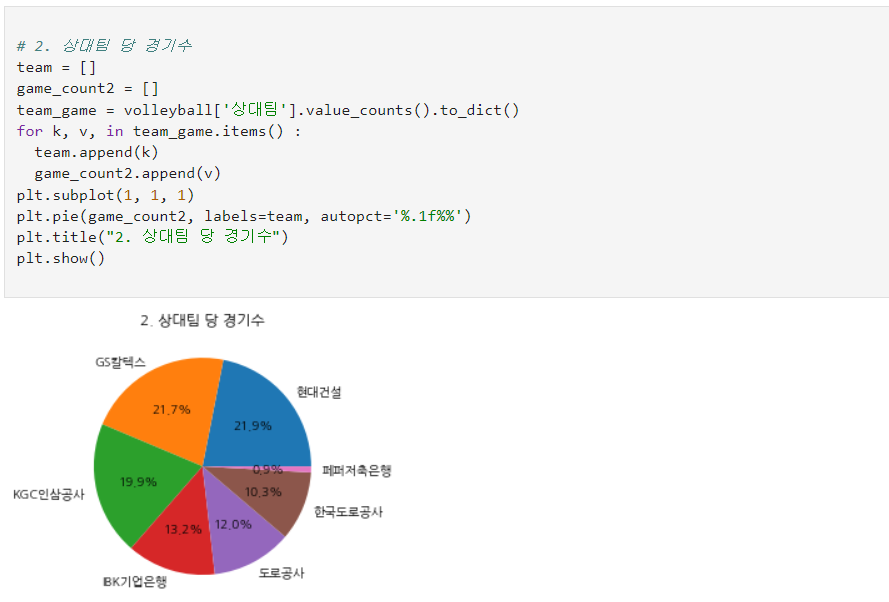 # 2. 상대팀 당 경기수
team = []
game_count2 = []
team_game = volleyball['상대팀'].value_counts().to_dict()
for k, v, in team_game.items() :
  team.append(k)
  game_count2.append(v)
plt.subplot(1, 1, 1)
plt.pie(game_count2, labels=team, autopct='%.1f%%')
plt.title("2. 상대팀 당 경기수")
plt.show()
2. 상대팀 당 경기수
GS칼텍스
현대건설
21.7%
21.9%
페퍼저축은행
0.9%
19.9%
10.3%
KGC인삼공사
한국도로공사
13.2%
12.0%
도로공사
IBK기업은행